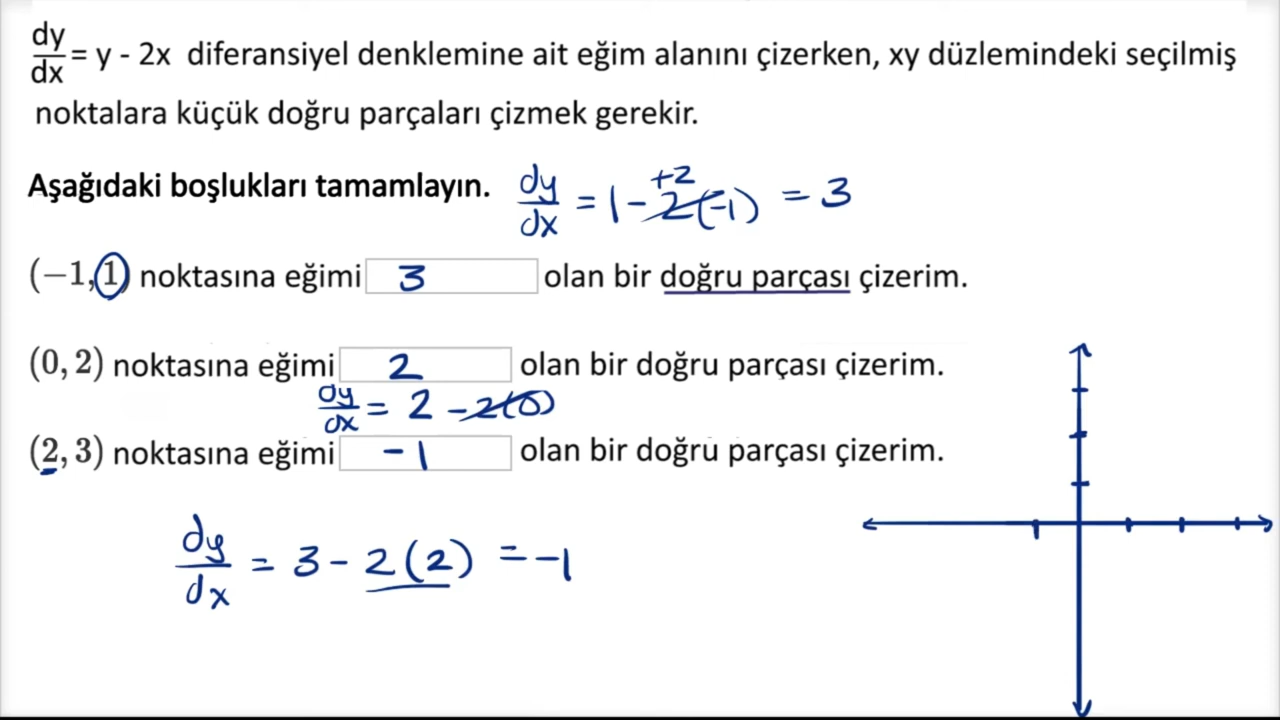 dy/dx = y - 2x diferansiyel denklemine ait eğim alanını çizerken, xy düzlemindeki seçilmiş
noktalara küçük doğru parçaları çizmek gerekir.
Aşağıdaki boşlukları tamamlayın. dy/dx = 1 - 2(-1) = 3
+2
(−1, 1) noktasına eğimi 3 olan bir doğru parçası çizerim.
(0, 2) noktasına eğimi 2 olan bir doğru parçası çizerim.
dy/dx = 2 - 2(0)
(2, 3) noktasına eğimi -1 olan bir doğru parçası çizerim.
dy/dx = 3 - 2(2) = -1